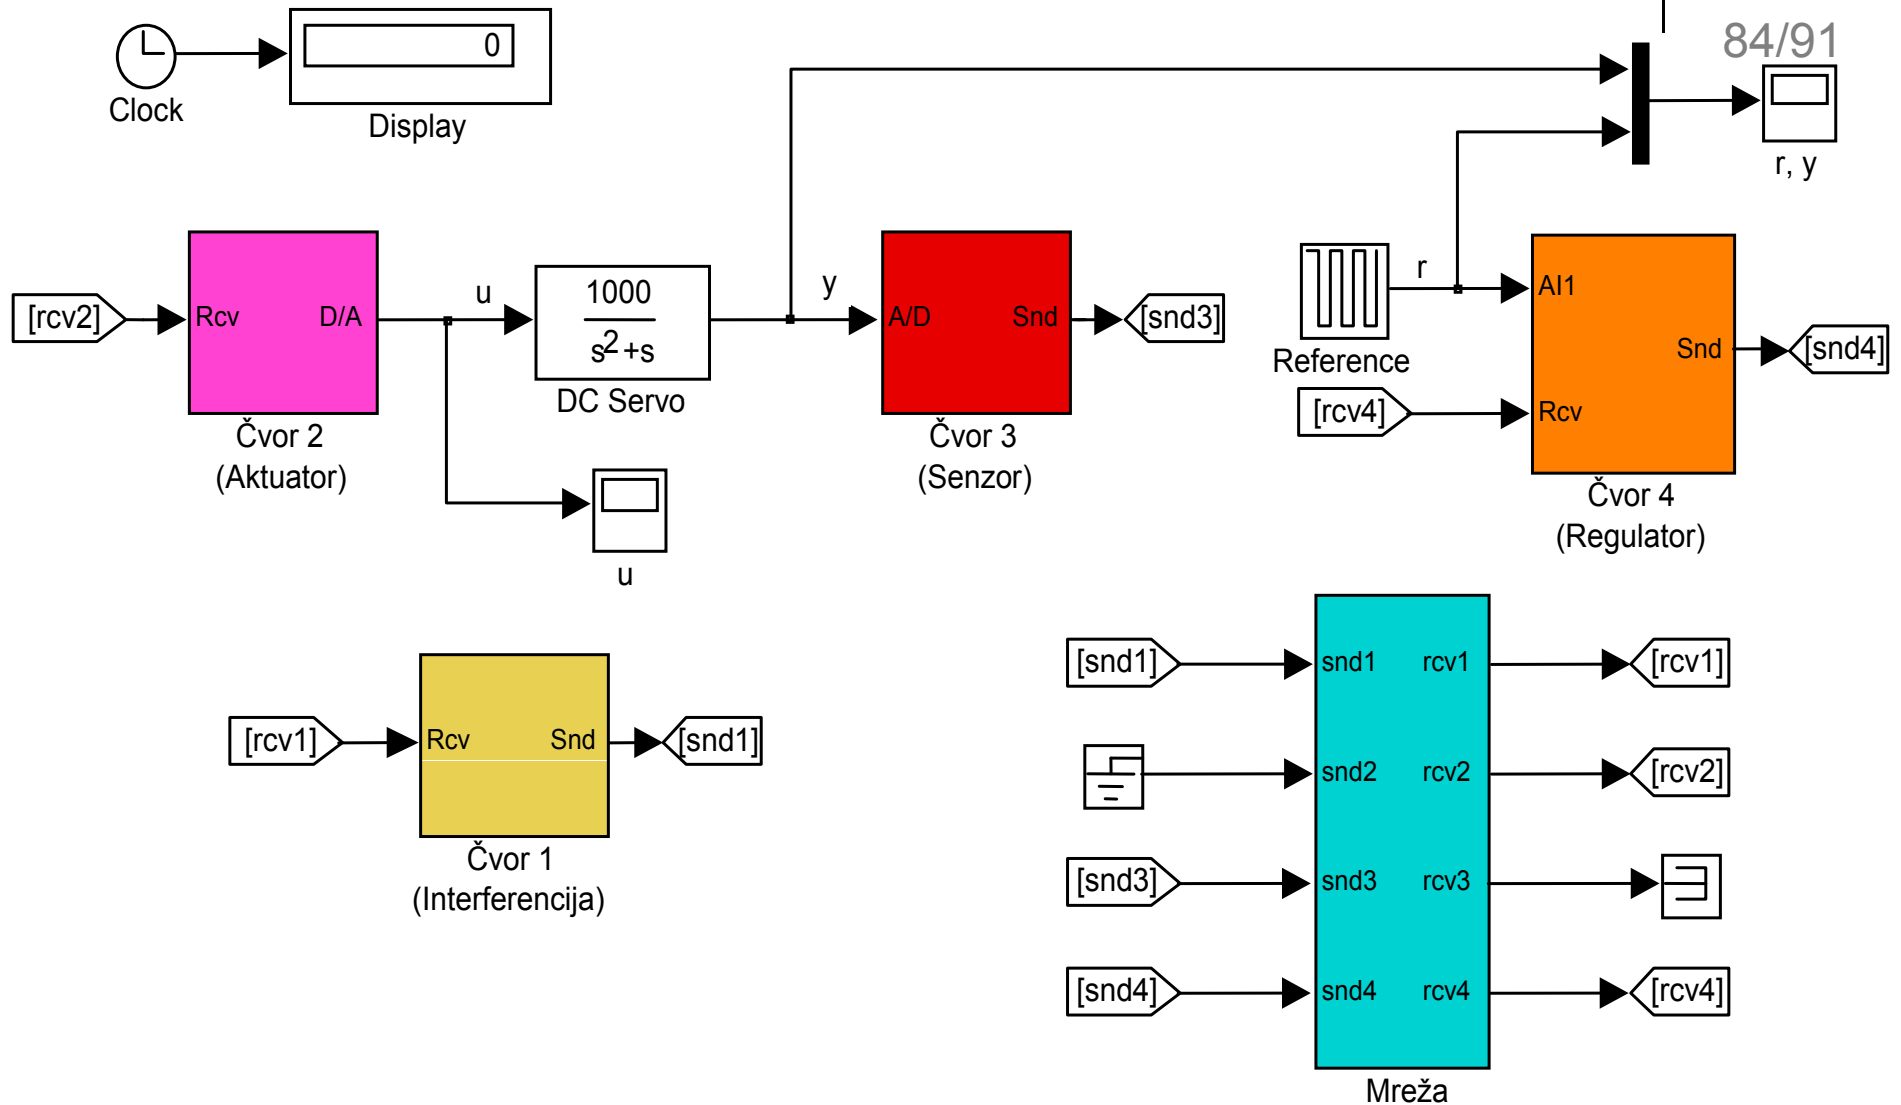 84/91
0
Clock
Display
r, y
[rcv2]
Rcv D/A
u
1000
s2+s
y
A/D Snd
[snd3]
r
AI1
Snd
Rcv
[snd4]
Reference
[rcv4]
DC Servo
Čvor 2
(Aktuator)
Čvor 3
(Senzor)
Čvor 4
(Regulator)
u
[rcv1]
Rcv Snd
[snd1]
Čvor 1
(Interferencija)
[snd1]
snd1 rcv1
[rcv1]
snd2 rcv2
[rcv2]
[snd3]
snd3 rcv3
[snd4]
snd4 rcv4
[rcv4]
Mreža